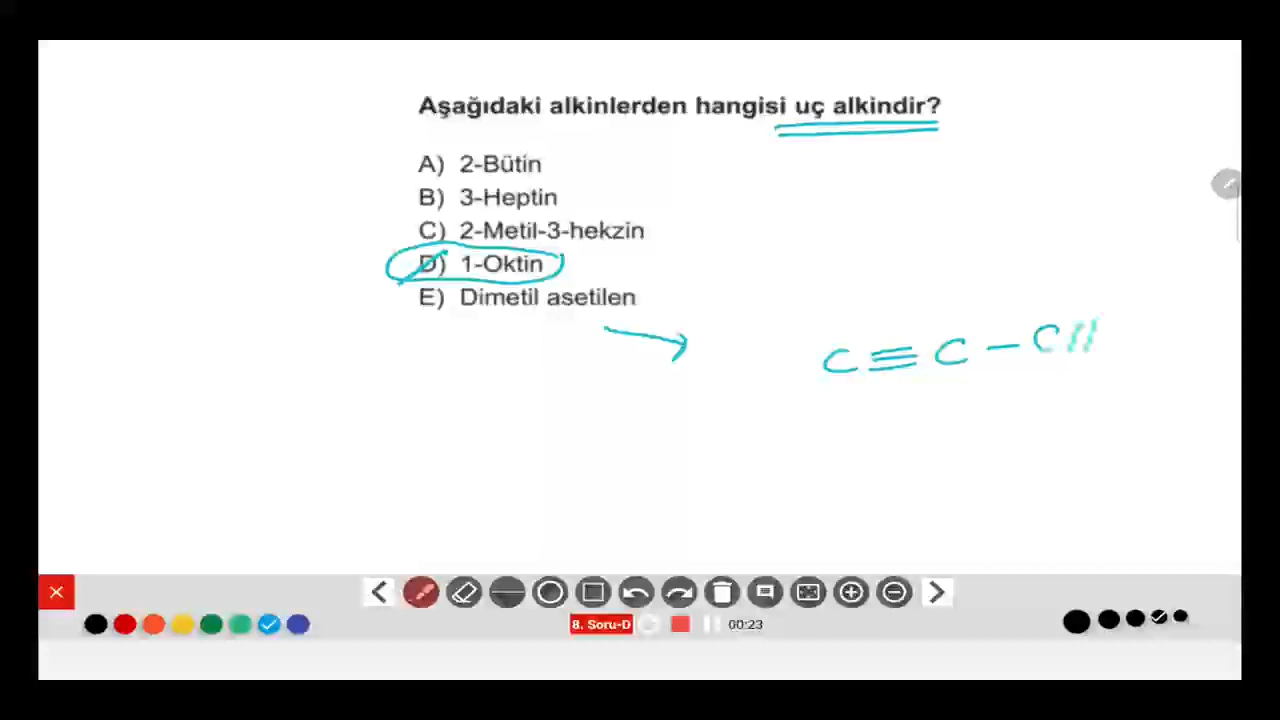 Aşağıdaki alkinlerden hangisi uç alkindir?
A) 2-Bütin
B) 3-Heptin
C) 2-Metil-3-hekzin
D) 1-Oktin
E) Dimetil asetilen
C ≡ C – C
8. Soru-D
00:23